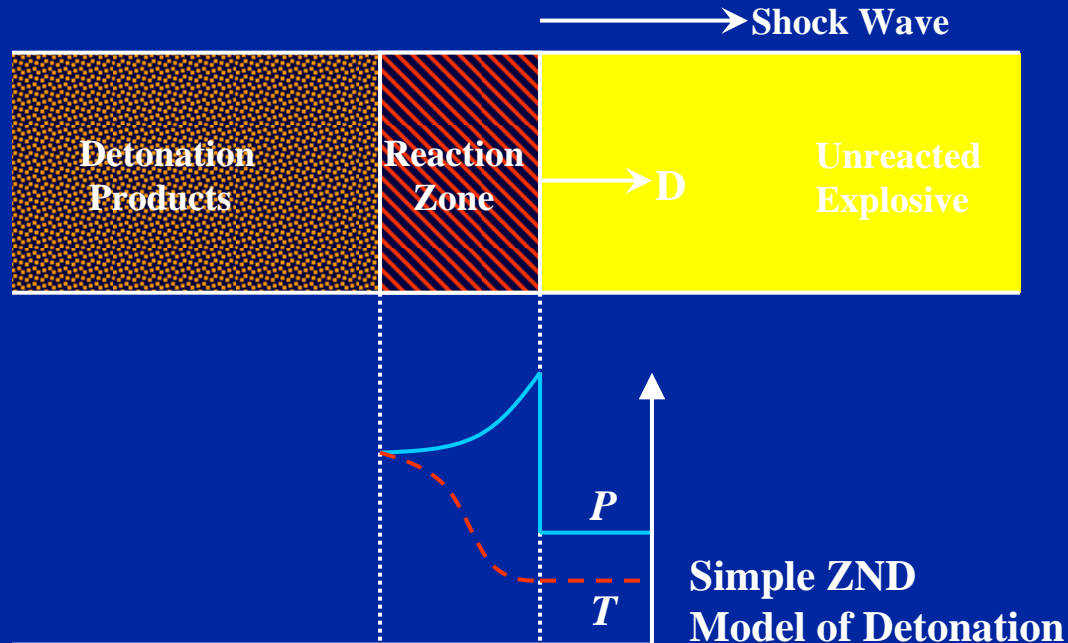 Shock Wave
Detonation
Products
Reaction
Zone
D
Unreacted
Explosive
P
T
Simple ZND
Model of Detonation